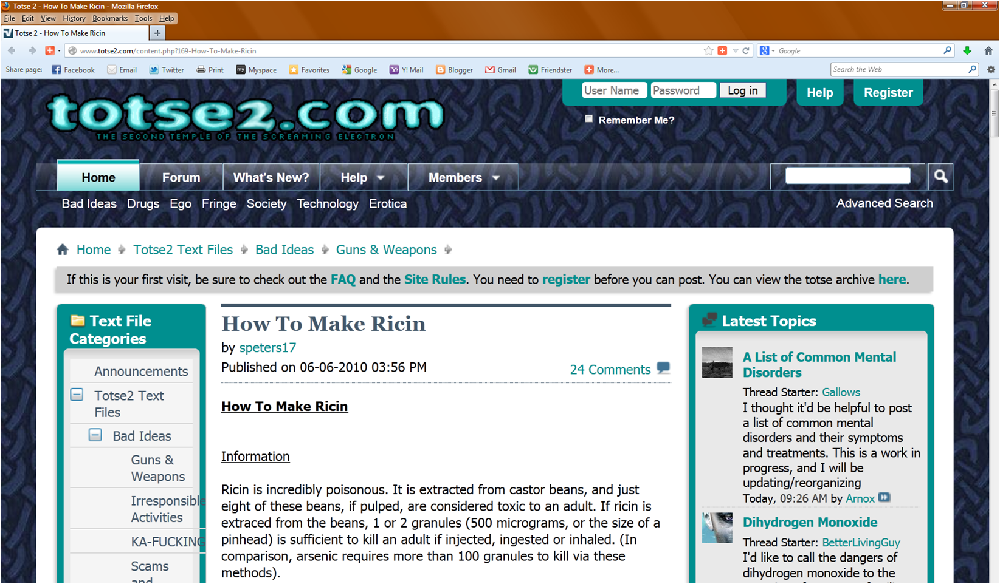 Totse 2 - How To Make Ricin - Mozilla Firefox
File Edit View History Bookmarks Tools Help
Totse 2 - How To Make Ricin +
www.totse2.com/content.php?169-How-To-Make-Ricin
Google
Share page: Facebook Email Twitter Print Myspace Favorites Google Y! Mail Blogger Gmail Friendster More...
Search the Web
totse2.com
THE SECOND TEMPLE OF THE SCREAMING ELECTRON
User Name Password Log in Help Register
Remember Me?
Home Forum What's New? Help Members
Bad Ideas Drugs Ego Fringe Society Technology Erotica
Advanced Search
Home Totse2 Text Files Bad Ideas Guns & Weapons
If this is your first visit, be sure to check out the FAQ and the Site Rules. You need to register before you can post. You can view the totse archive here.
Text File
Categories
Announcements
Totse2 Text
Files
Bad Ideas
Guns &
Weapons
Irresponsible
Activities
KA-FUCKING
Scams
and
How To Make Ricin
by speters17
Published on 06-06-2010 03:56 PM
24 Comments
How To Make Ricin
Information
Ricin is incredibly poisonous. It is extracted from castor beans, and just
eight of these beans, if pulped, are considered toxic to an adult. If ricin is
extraced from the beans, 1 or 2 granules (500 micrograms, or the size of a
pinhead) is sufficient to kill an adult if injected, ingested or inhaled. (In
comparison, arsenic requires more than 100 granules to kill via these
methods).
Latest Topics
A List of Common Mental
Disorders
Thread Starter: Gallows
I thought it'd be helpful to post
a list of common mental
disorders and their symptoms
and treatments. This is a work in
progress, and I will be
updating/reorganizing
Today, 09:26 AM by Arnox
Dihydrogen Monoxide
Thread Starter: BetterLivingGuy
I'd like to call the dangers of
dihydrogen monoxide to the